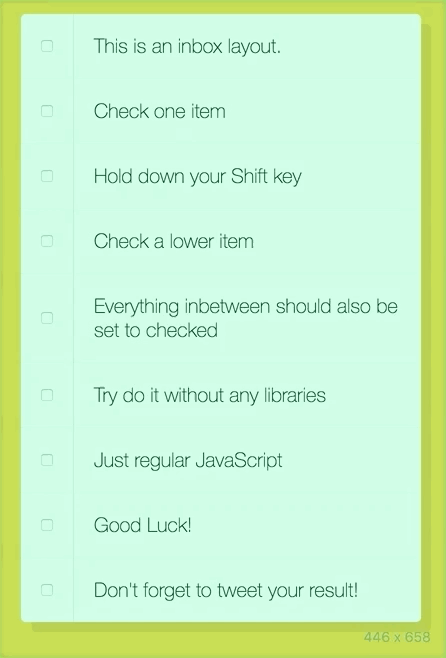 This is an inbox layout.
Check one item
Hold down your Shift key
Check a lower item
Everything inbetween should also be
set to checked
Try do it without any libraries
Just regular JavaScript
Good Luck!
Don't forget to tweet your result!
446 x 658